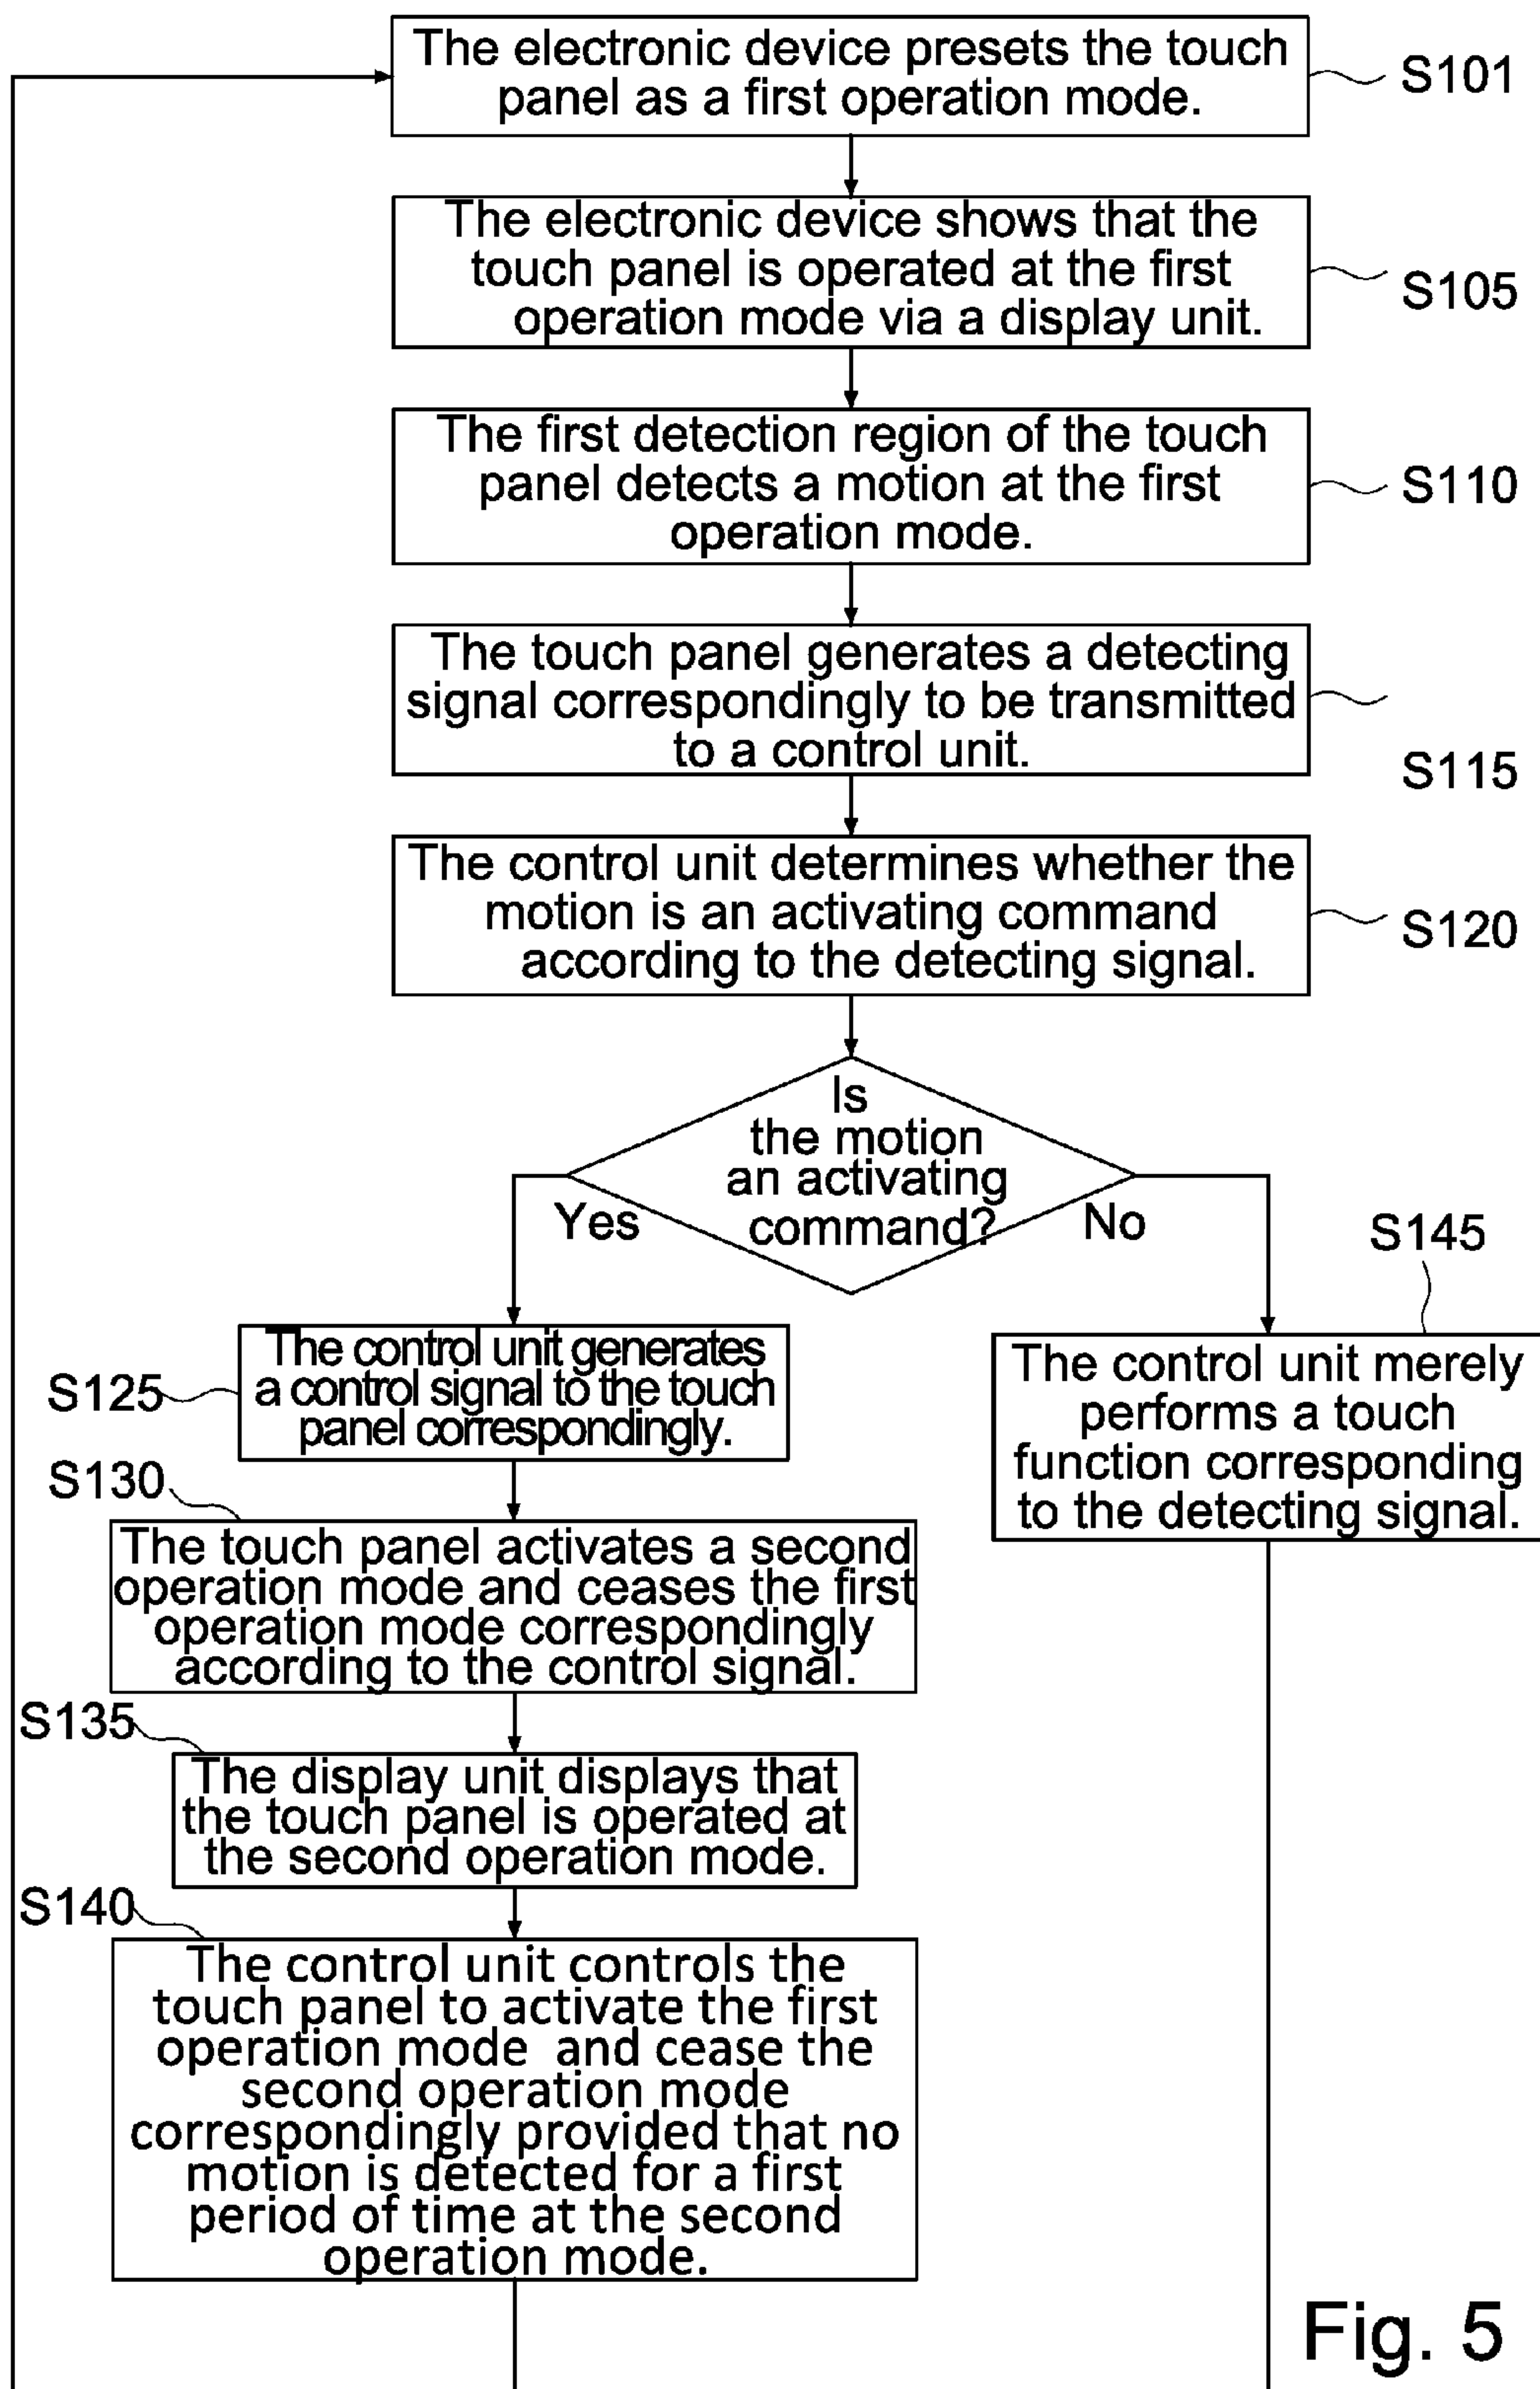 The electronic device presets the touch
panel as a first operation mode.
S101
The electronic device shows that the
touch panel is operated at the first
operation mode via a display unit.
S105
The first detection region of the touch
panel detects a motion at the first
operation mode.
S110
The touch panel generates a detecting
signal correspondingly to be transmitted
to a control unit.
S115
The control unit determines whether the
motion is an activating command
according to the detecting signal.
S120
Is
the motion
an activating
command?
Yes
No
S125
The control unit generates
a control signal to the touch
panel correspondingly.
S130
The touch panel activates a second
operation mode and ceases the first
operation mode correspondingly
according to the control signal.
S135
The display unit displays that
the touch panel is operated at
the second operation mode.
S140
The control unit controls the
touch panel to activate the first
operation mode and cease the
second operation mode
correspondingly provided that no
motion is detected for a first
period of time at the second
operation mode.
S145
The control unit merely
performs a touch
function corresponding
to the detecting signal.
Fig. 5